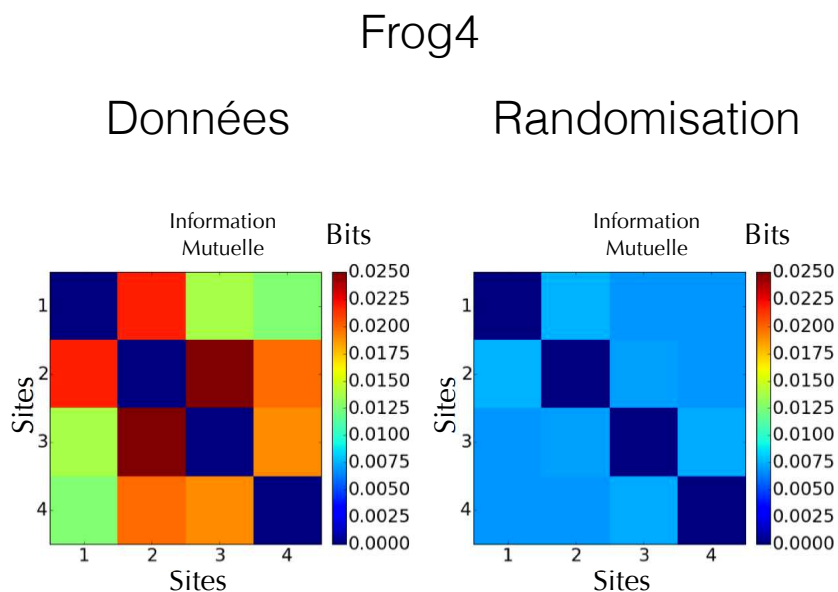 Frog4
Données
Randomisation
Information
Mutuelle
Bits
0.0250
0.0225
0.0200
0.0175
0.0150
0.0125
0.0100
0.0075
0.0050
0.0025
0.0000
1
2
3
4
Sites
1 2 3 4
Sites
Information
Mutuelle
Bits
0.0250
0.0225
0.0200
0.0175
0.0150
0.0125
0.0100
0.0075
0.0050
0.0025
0.0000
1
2
3
4
Sites
1 2 3 4
Sites